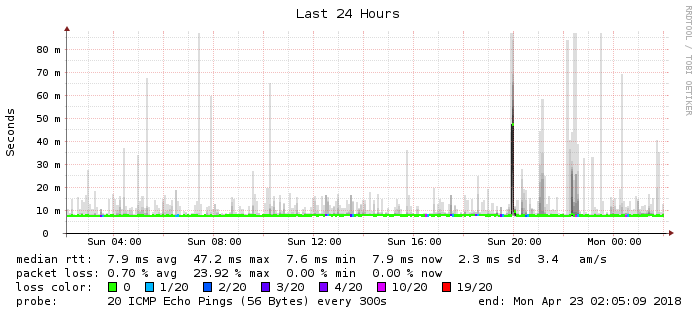 Last 24 Hours
RRDTOOL / TOBI OETIKER
Seconds
80 m
70 m
60 m
50 m
40 m
30 m
20 m
10 m
0
Sun 04:00 Sun 08:00 Sun 12:00 Sun 16:00 Sun 20:00 Mon 00:00
median rtt: 7.9 ms avg 47.2 ms max 7.6 ms min 7.9 ms now 2.3 ms sd 3.4 am/s
packet loss: 0.70 % avg 23.92 % max 0.00 % min 0.00 % now
loss color: 0 1/20 2/20 3/20 4/20 10/20 19/20
probe: 20 ICMP Echo Pings (56 Bytes) every 300s end: Mon Apr 23 02:05:09 2018